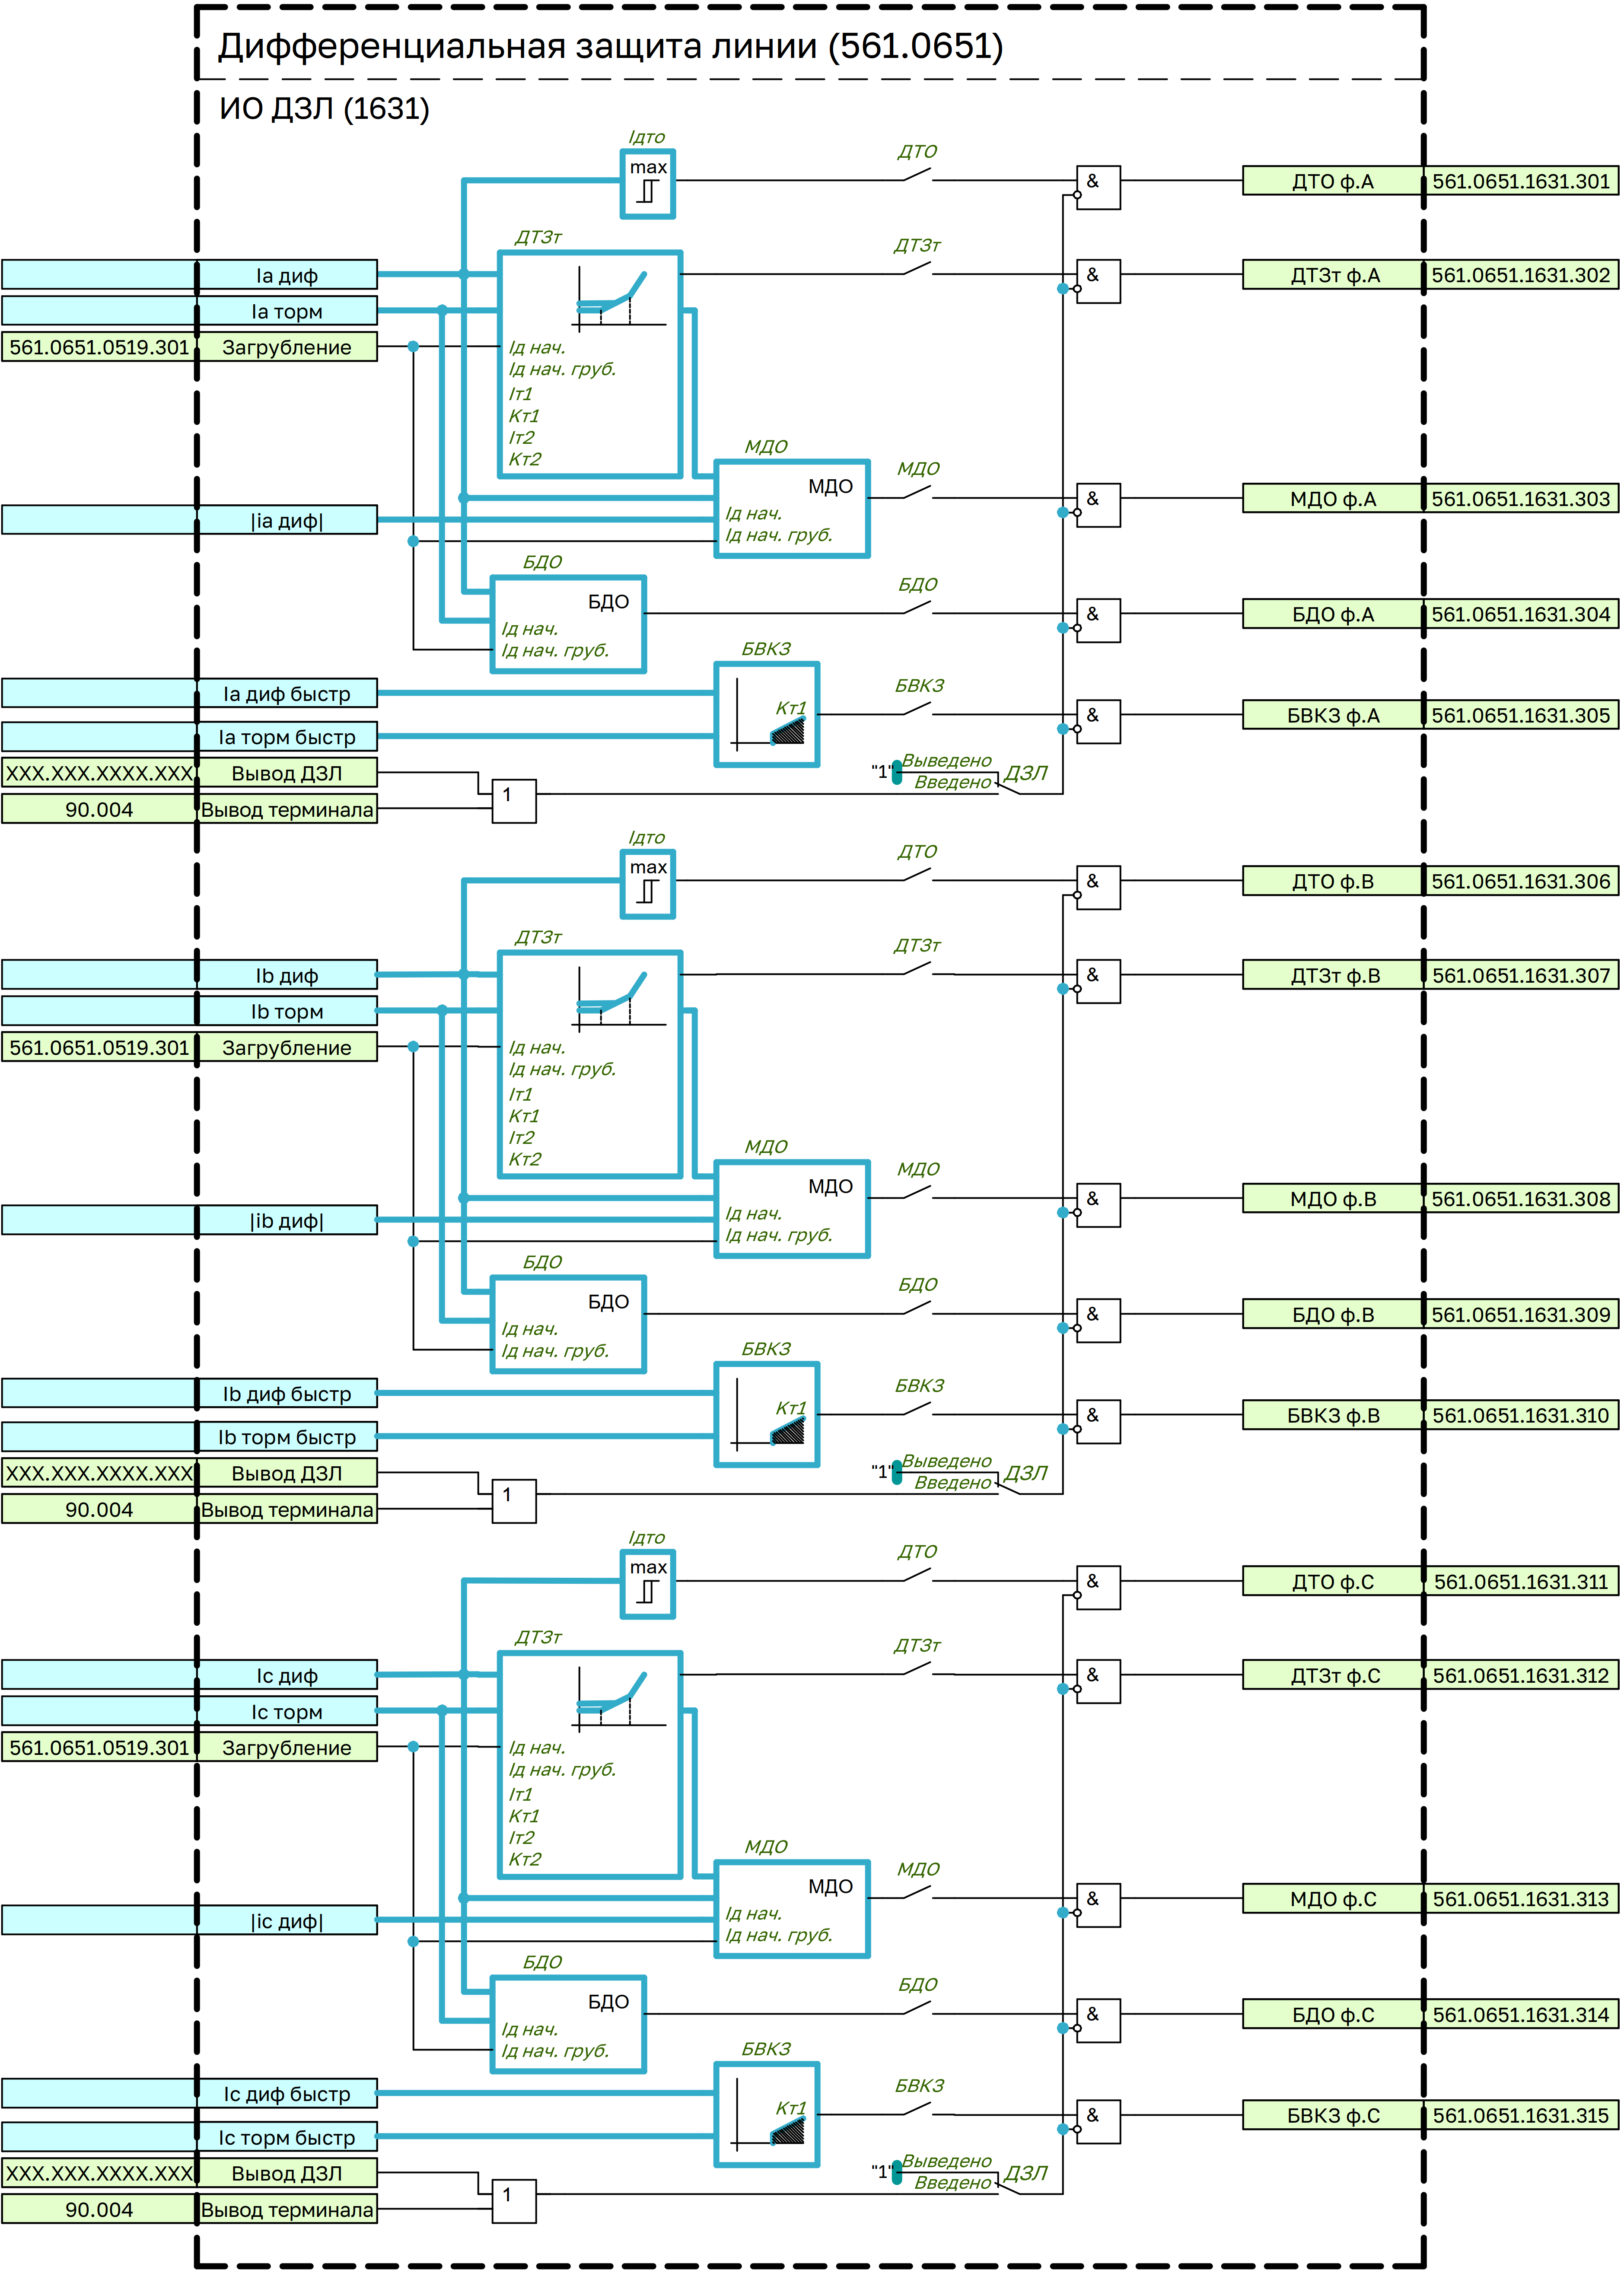 Дифференциальная защита линии (561.0651)
ИО ДЗЛ (1631)
Iдто
max
ДТО
&
ДТО ф.А 561.0651.1631.301
ДТЗт
ДТЗт
Iа диф
&
ДТЗт ф.А 561.0651.1631.302
Iа торм
561.0651.0519.301 Загрубление
Iд нач.
Iд нач. груб.
Iт1
Кт1
Iт2
Кт2
МДО
МДО
МДО
&
МДО ф.А 561.0651.1631.303
|iа диф|
Iд нач.
Iд нач. груб.
БДО
БДО
БДО
&
БДО ф.А 561.0651.1631.304
Iд нач.
Iд нач. груб.
БВКЗ
БВКЗ
Iа диф быстр
Кт1
&
БВКЗ ф.А 561.0651.1631.305
Iа торм быстр
XXX.XXX.XXXX.XXX Вывод ДЗЛ
"1" Выведено
Введено
ДЗЛ
90.004 Вывод терминала
1
Iдто
max
ДТО
&
ДТО ф.В 561.0651.1631.306
ДТЗт
ДТЗт
Ib диф
&
ДТЗт ф.В 561.0651.1631.307
Ib торм
561.0651.0519.301 Загрубление
Iд нач.
Iд нач. груб.
Iт1
Кт1
Iт2
Кт2
МДО
МДО
МДО
&
МДО ф.В 561.0651.1631.308
|ib диф|
Iд нач.
Iд нач. груб.
БДО
БДО
БДО
&
БДО ф.В 561.0651.1631.309
Iд нач.
Iд нач. груб.
БВКЗ
БВКЗ
Ib диф быстр
Кт1
&
БВКЗ ф.В 561.0651.1631.310
Ib торм быстр
XXX.XXX.XXXX.XXX Вывод ДЗЛ
"1" Выведено
Введено
ДЗЛ
90.004 Вывод терминала
1
Iдто
max
ДТО
&
ДТО ф.С 561.0651.1631.311
ДТЗт
ДТЗт
Iс диф
&
ДТЗт ф.С 561.0651.1631.312
Iс торм
561.0651.0519.301 Загрубление
Iд нач.
Iд нач. груб.
Iт1
Кт1
Iт2
Кт2
МДО
МДО
МДО
&
МДО ф.С 561.0651.1631.313
|iс диф|
Iд нач.
Iд нач. груб.
БДО
БДО
БДО
&
БДО ф.С 561.0651.1631.314
Iд нач.
Iд нач. груб.
БВКЗ
БВКЗ
Iс диф быстр
Кт1
&
БВКЗ ф.С 561.0651.1631.315
Iс торм быстр
XXX.XXX.XXXX.XXX Вывод ДЗЛ
"1" Выведено
Введено
ДЗЛ
90.004 Вывод терминала
1